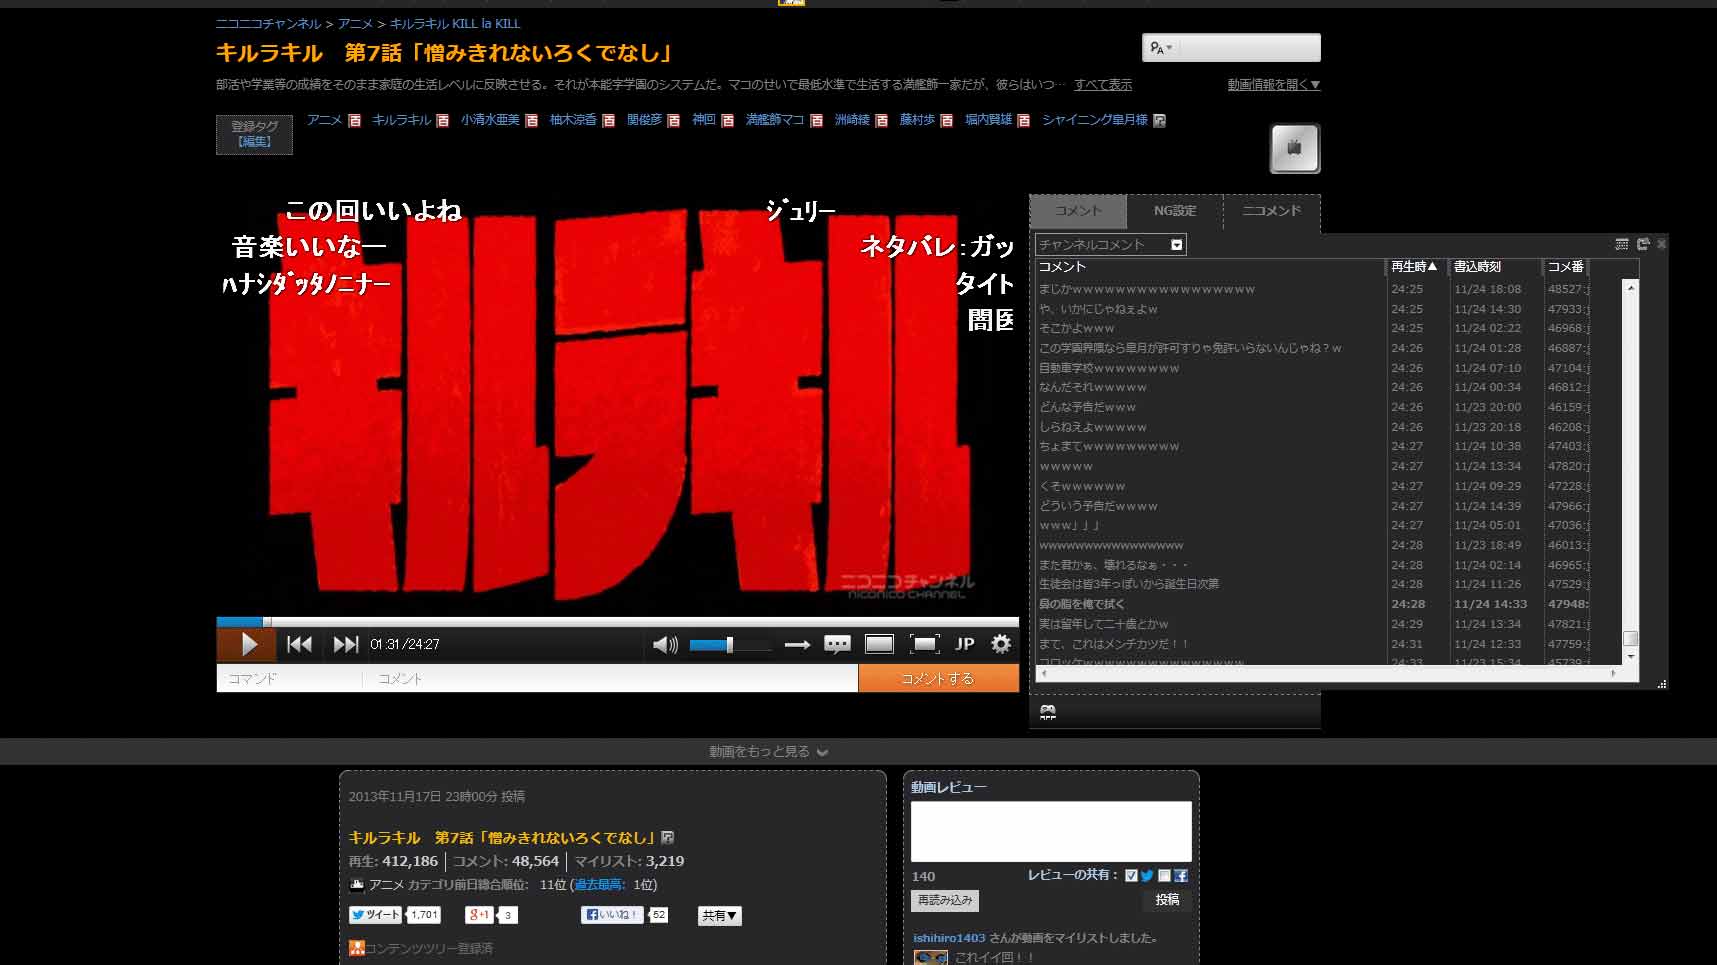 ニコニコチャンネル > アニメ > キルラキル KILL la KILL
キルラキル　第7話「憎みきれないろくでなし」
部活や学業等の成績をそのまま家庭の生活レベルに反映させる。それが本能字学園のシステムだ。マコのせいで最低水準で生活する満艦飾一家だが、彼らはいつ… すべて表示
動画情報を開く▼
登録タグ
【編集】
アニメ 百 キルラキル 百 小清水亜美 百 柚木涼香 百 関俊彦 百 神回 百 満艦飾マコ 百 洲崎綾 百 藤村歩 百 堀内賢雄 百 シャイニング皐月様
この回いいよね
ジュリー
音楽いいなー
ネタバレ：ガッ
ハナシダッタノニナー
タイト
闇医
キルラキル
ニコニコチャンネル
NICONICO CHANNEL
01:31/24:27
JP
コマンド
コメント
コメントする
コメント
NG設定
ニコメンド
チャンネルコメント
コメント 再生時▲ 書込時刻 コメ番
まじかｗｗｗｗｗｗｗｗｗｗｗｗｗｗｗｗｗ 24:25 11/24 18:08 48527:
や、いかにじゃねぇよｗ 24:25 11/24 14:30 47933:
そこかよｗｗｗ 24:25 11/24 02:22 46968:
この学園界隈なら皐月が許可すりゃ免許いらないんじゃね？ｗ 24:26 11/24 01:28 46887:
自動車学校ｗｗｗｗｗｗｗｗ 24:26 11/24 07:10 47104:
なんだそれｗｗｗｗｗ 24:26 11/24 00:34 46812:
どんな予告だｗｗｗ 24:26 11/23 20:00 46159:
しらねえよｗｗｗｗｗ 24:26 11/23 20:18 46208:
ちょまてｗｗｗｗｗｗｗｗｗ 24:27 11/24 10:38 47403:
ｗｗｗｗｗ 24:27 11/24 13:34 47820:
くそｗｗｗｗｗｗ 24:27 11/24 09:29 47228:
どういう予告だｗｗｗｗ 24:27 11/24 14:39 47966:
ｗｗｗ」」」 24:27 11/24 05:01 47036:
wwwwwwwwwwwwwwww 24:28 11/23 18:49 46013:
また君かぁ、壊れるなぁ・・・ 24:28 11/24 02:14 46965:
生徒会は皆3年っぽいから誕生日次第 24:28 11/24 11:26 47529:
鼻の脂を俺で拭く 24:28 11/24 14:33 47948:
実は留年して二十歳とかｗ 24:29 11/24 13:34 47821:
まて、これはメンチカツだ！！ 24:31 11/24 12:33 47759:
コロッケｗｗｗｗｗｗｗｗｗｗｗｗｗｗｗ 24:33 11/23 15:34 45739:
動画をもっと見る
2013年11月17日 23時00分 投稿
キルラキル　第7話「憎みきれないろくでなし」
再生: 412,186 コメント: 48,564 マイリスト: 3,219
アニメ カテゴリ前日総合順位: 11位 (過去最高: 1位)
ツイート 1,701
g+1 3
いいね！ 52
共有▼
コンテンツツリー登録済
動画レビュー
140
レビューの共有：
再読み込み
投稿
ishihiro1403 さんが動画をマイリストしました。
これイイ回！！